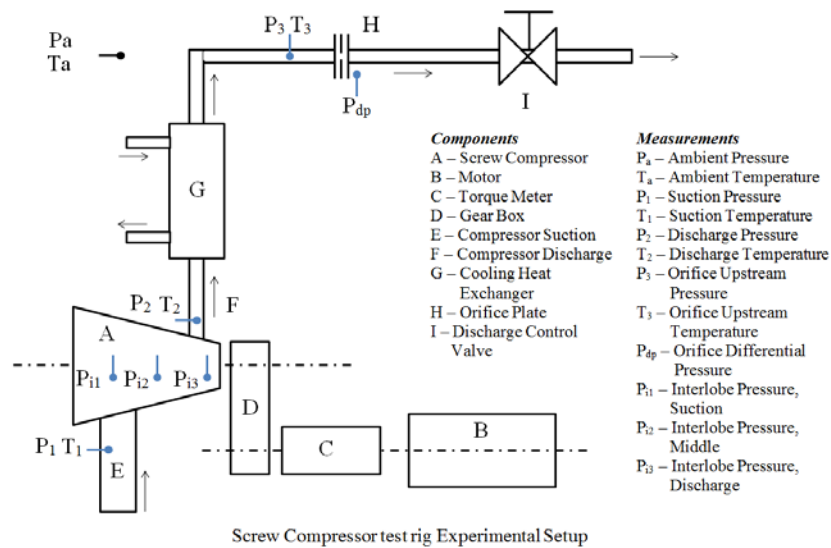 Pa
Ta
P3 T3
H
Pdp
I
G
P2 T2
F
A
Pi1
Pi2
Pi3
D
C
B
P1 T1
E
Components
A – Screw Compressor
B – Motor
C – Torque Meter
D – Gear Box
E – Compressor Suction
F – Compressor Discharge
G – Cooling Heat
Exchanger
H – Orifice Plate
I – Discharge Control
Valve
Measurements
Pa – Ambient Pressure
Ta – Ambient Temperature
P1 – Suction Pressure
T1 – Suction Temperature
P2 – Discharge Pressure
T2 – Discharge Temperature
P3 – Orifice Upstream
Pressure
T3 – Orifice Upstream
Temperature
Pdp – Orifice Differential
Pressure
Pi1 – Interlobe Pressure,
Suction
Pi2 – Interlobe Pressure,
Middle
Pi3 – Interlobe Pressure,
Discharge
Screw Compressor test rig Experimental Setup